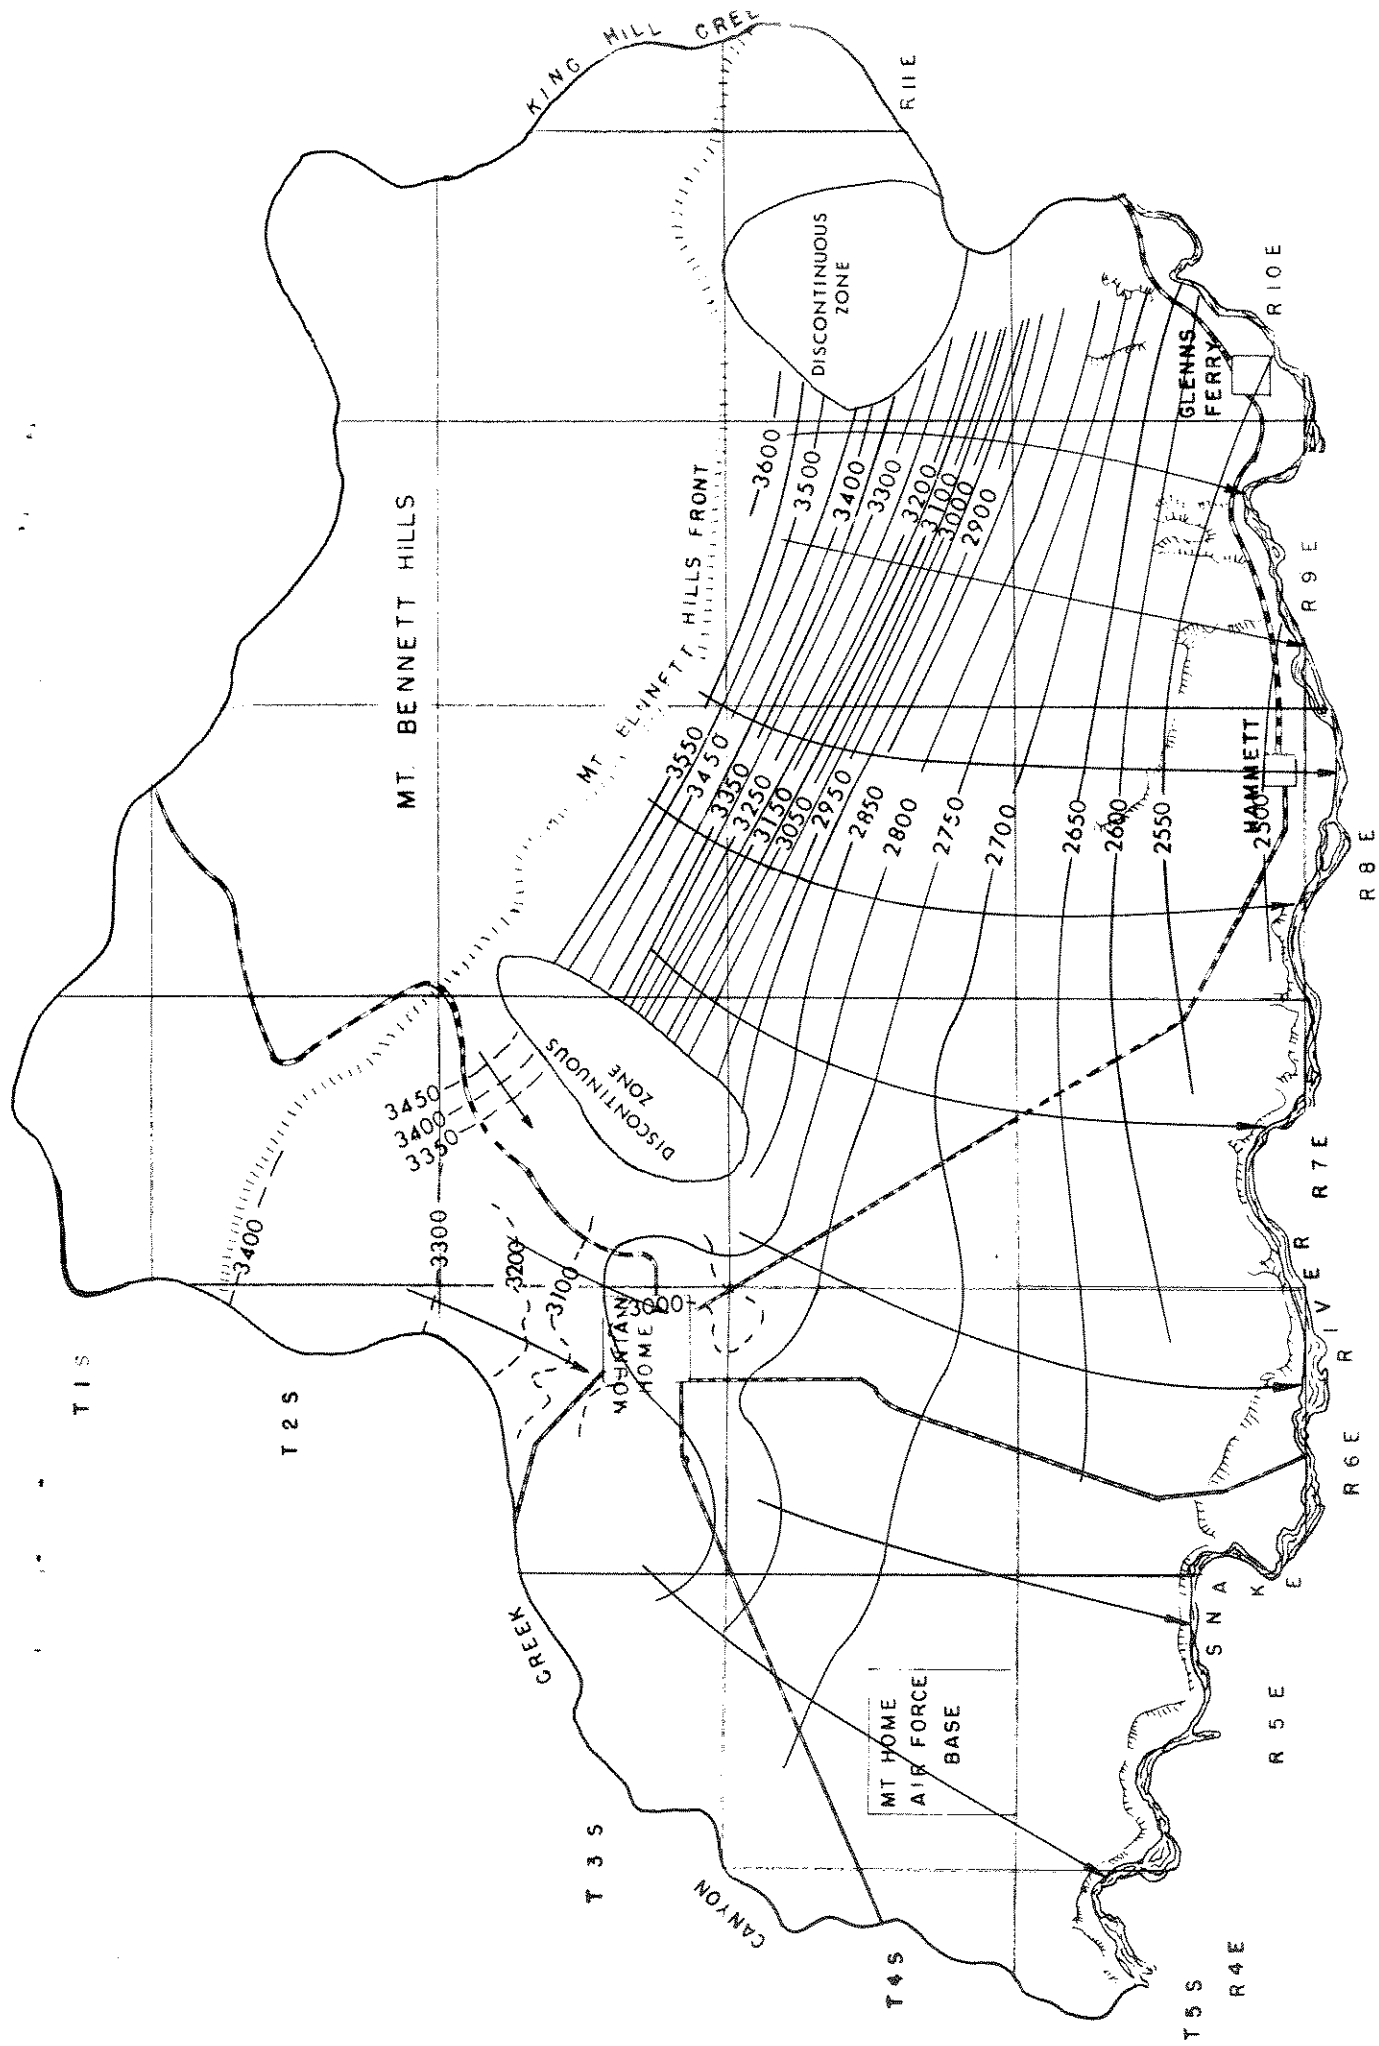 KING HILL CREE
R11E
MT. BENNETT HILLS
DISCONTINUOUS
ZONE
MT BENNETT HILLS FRONT
R10E
GLENNS
FERRY
3600
3500
3400
3300
3200
3100
3000
2900
R9E
3550
3450
3350
3250
3150
3050
2950
2850
2800
2750
2700
2650
2600
2550
2500
HAMMETT
R8E
DISCONTINUOUS
ZONE
3450
3400
3350
3400
3300
3200
3100
3000
MOUNTAIN
HOME
R7E
T1S
T2S
R6E
SNAKE RIVER
CANYON CREEK
MT HOME
AIR FORCE
BASE
R5E
T3S
T4S
T5S
R4E